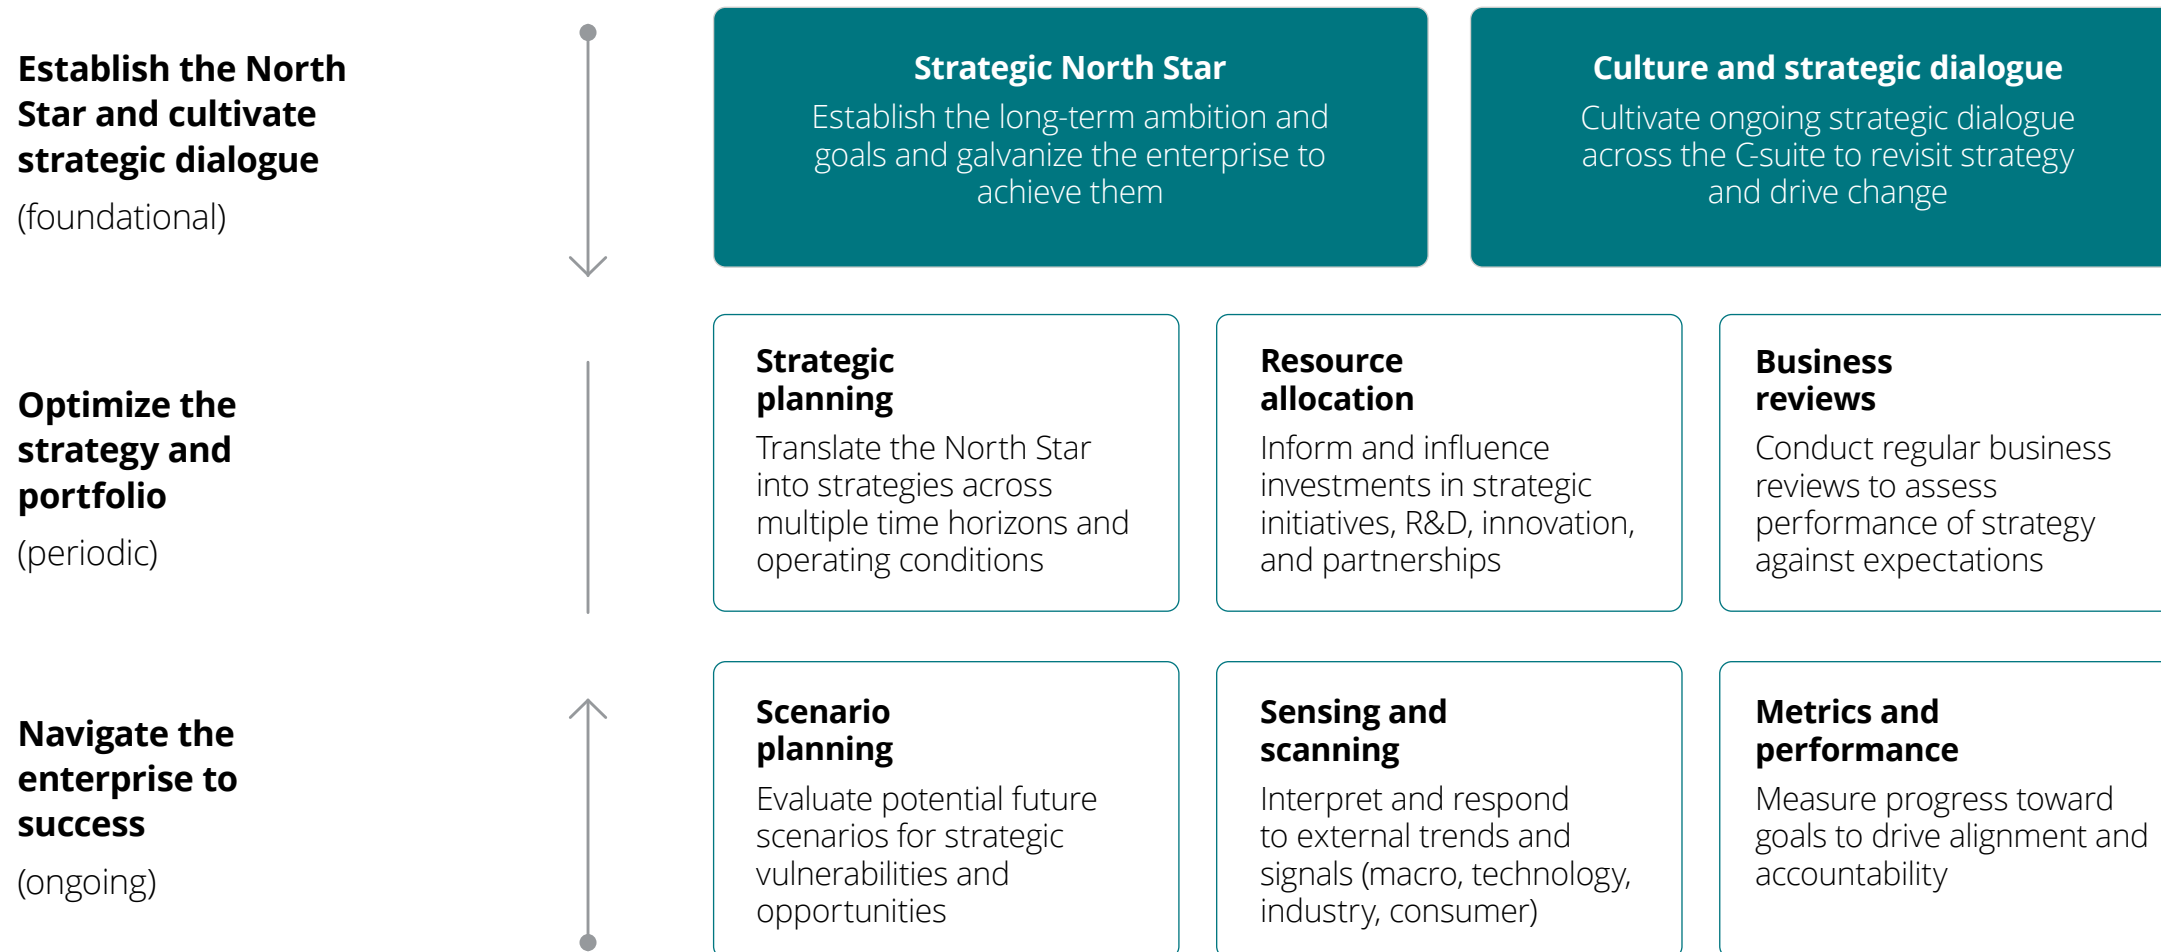 Establish the North
Star and cultivate
strategic dialogue
(foundational)
Strategic North Star
Establish the long-term ambition and
goals and galvanize the enterprise to
achieve them
Culture and strategic dialogue
Cultivate ongoing strategic dialogue
across the C-suite to revisit strategy
and drive change
Optimize the
strategy and
portfolio
(periodic)
Strategic
planning
Translate the North Star
into strategies across
multiple time horizons and
operating conditions
Resource
allocation
Inform and influence
investments in strategic
initiatives, R&D, innovation,
and partnerships
Business
reviews
Conduct regular business
reviews to assess
performance of strategy
against expectations
Navigate the
enterprise to
success
(ongoing)
Scenario
planning
Evaluate potential future
scenarios for strategic
vulnerabilities and
opportunities
Sensing and
scanning
Interpret and respond
to external trends and
signals (macro, technology,
industry, consumer)
Metrics and
performance
Measure progress toward
goals to drive alignment and
accountability